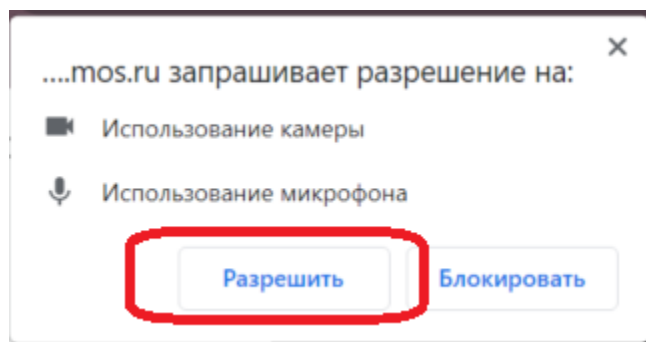 ....mos.ru запрашивает разрешение на:
Использование камеры
Использование микрофона
Разрешить
Блокировать